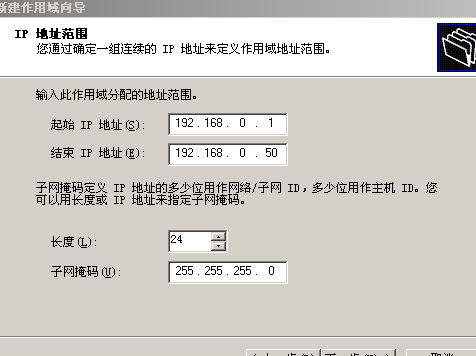 新建作用域向导
IP 地址范围
您通过确定一组连续的 IP 地址来定义作用域地址范围。
输入此作用域分配的地址范围。
起始 IP 地址(S): 192.168. 0 . 1
结束 IP 地址(E): 192.168. 0 .50
子网掩码定义 IP 地址的多少位用作网络/子网 ID，多少位用作主机 ID。您
可以用长度或 IP 地址来指定子网掩码。
长度(L): 24
子网掩码(U): 255.255.255. 0